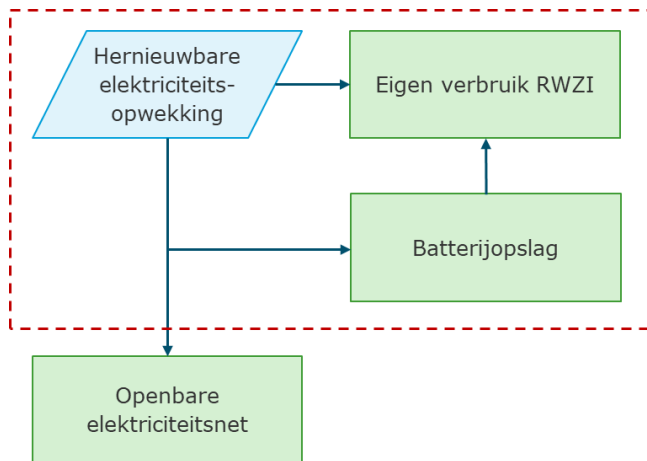 Hernieuwbare
elektriciteits-
opwekking
Eigen verbruik RWZI
Batterijopslag
Openbare
elektriciteitsnet